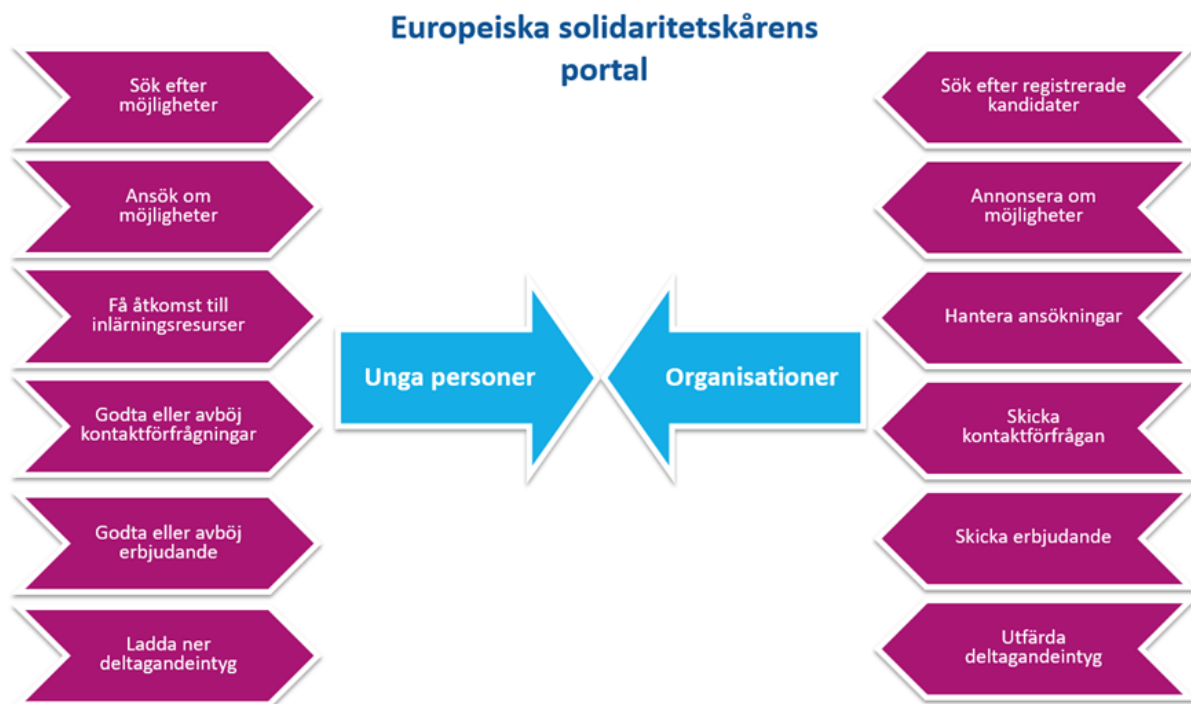 Europeiska solidaritetskårens
portal
Sök efter
möjligheter
Ansök om
möjligheter
Få åtkomst till
inlärningsresurser
Godta eller avböj
kontaktförfrågningar
Godta eller avböj
erbjudande
Ladda ner
deltagandeintyg
Unga personer
Organisationer
Sök efter registrerade
kandidater
Annonsera om
möjligheter
Hantera ansökningar
Skicka
kontaktförfrågan
Skicka erbjudande
Utfärda
deltagandeintyg